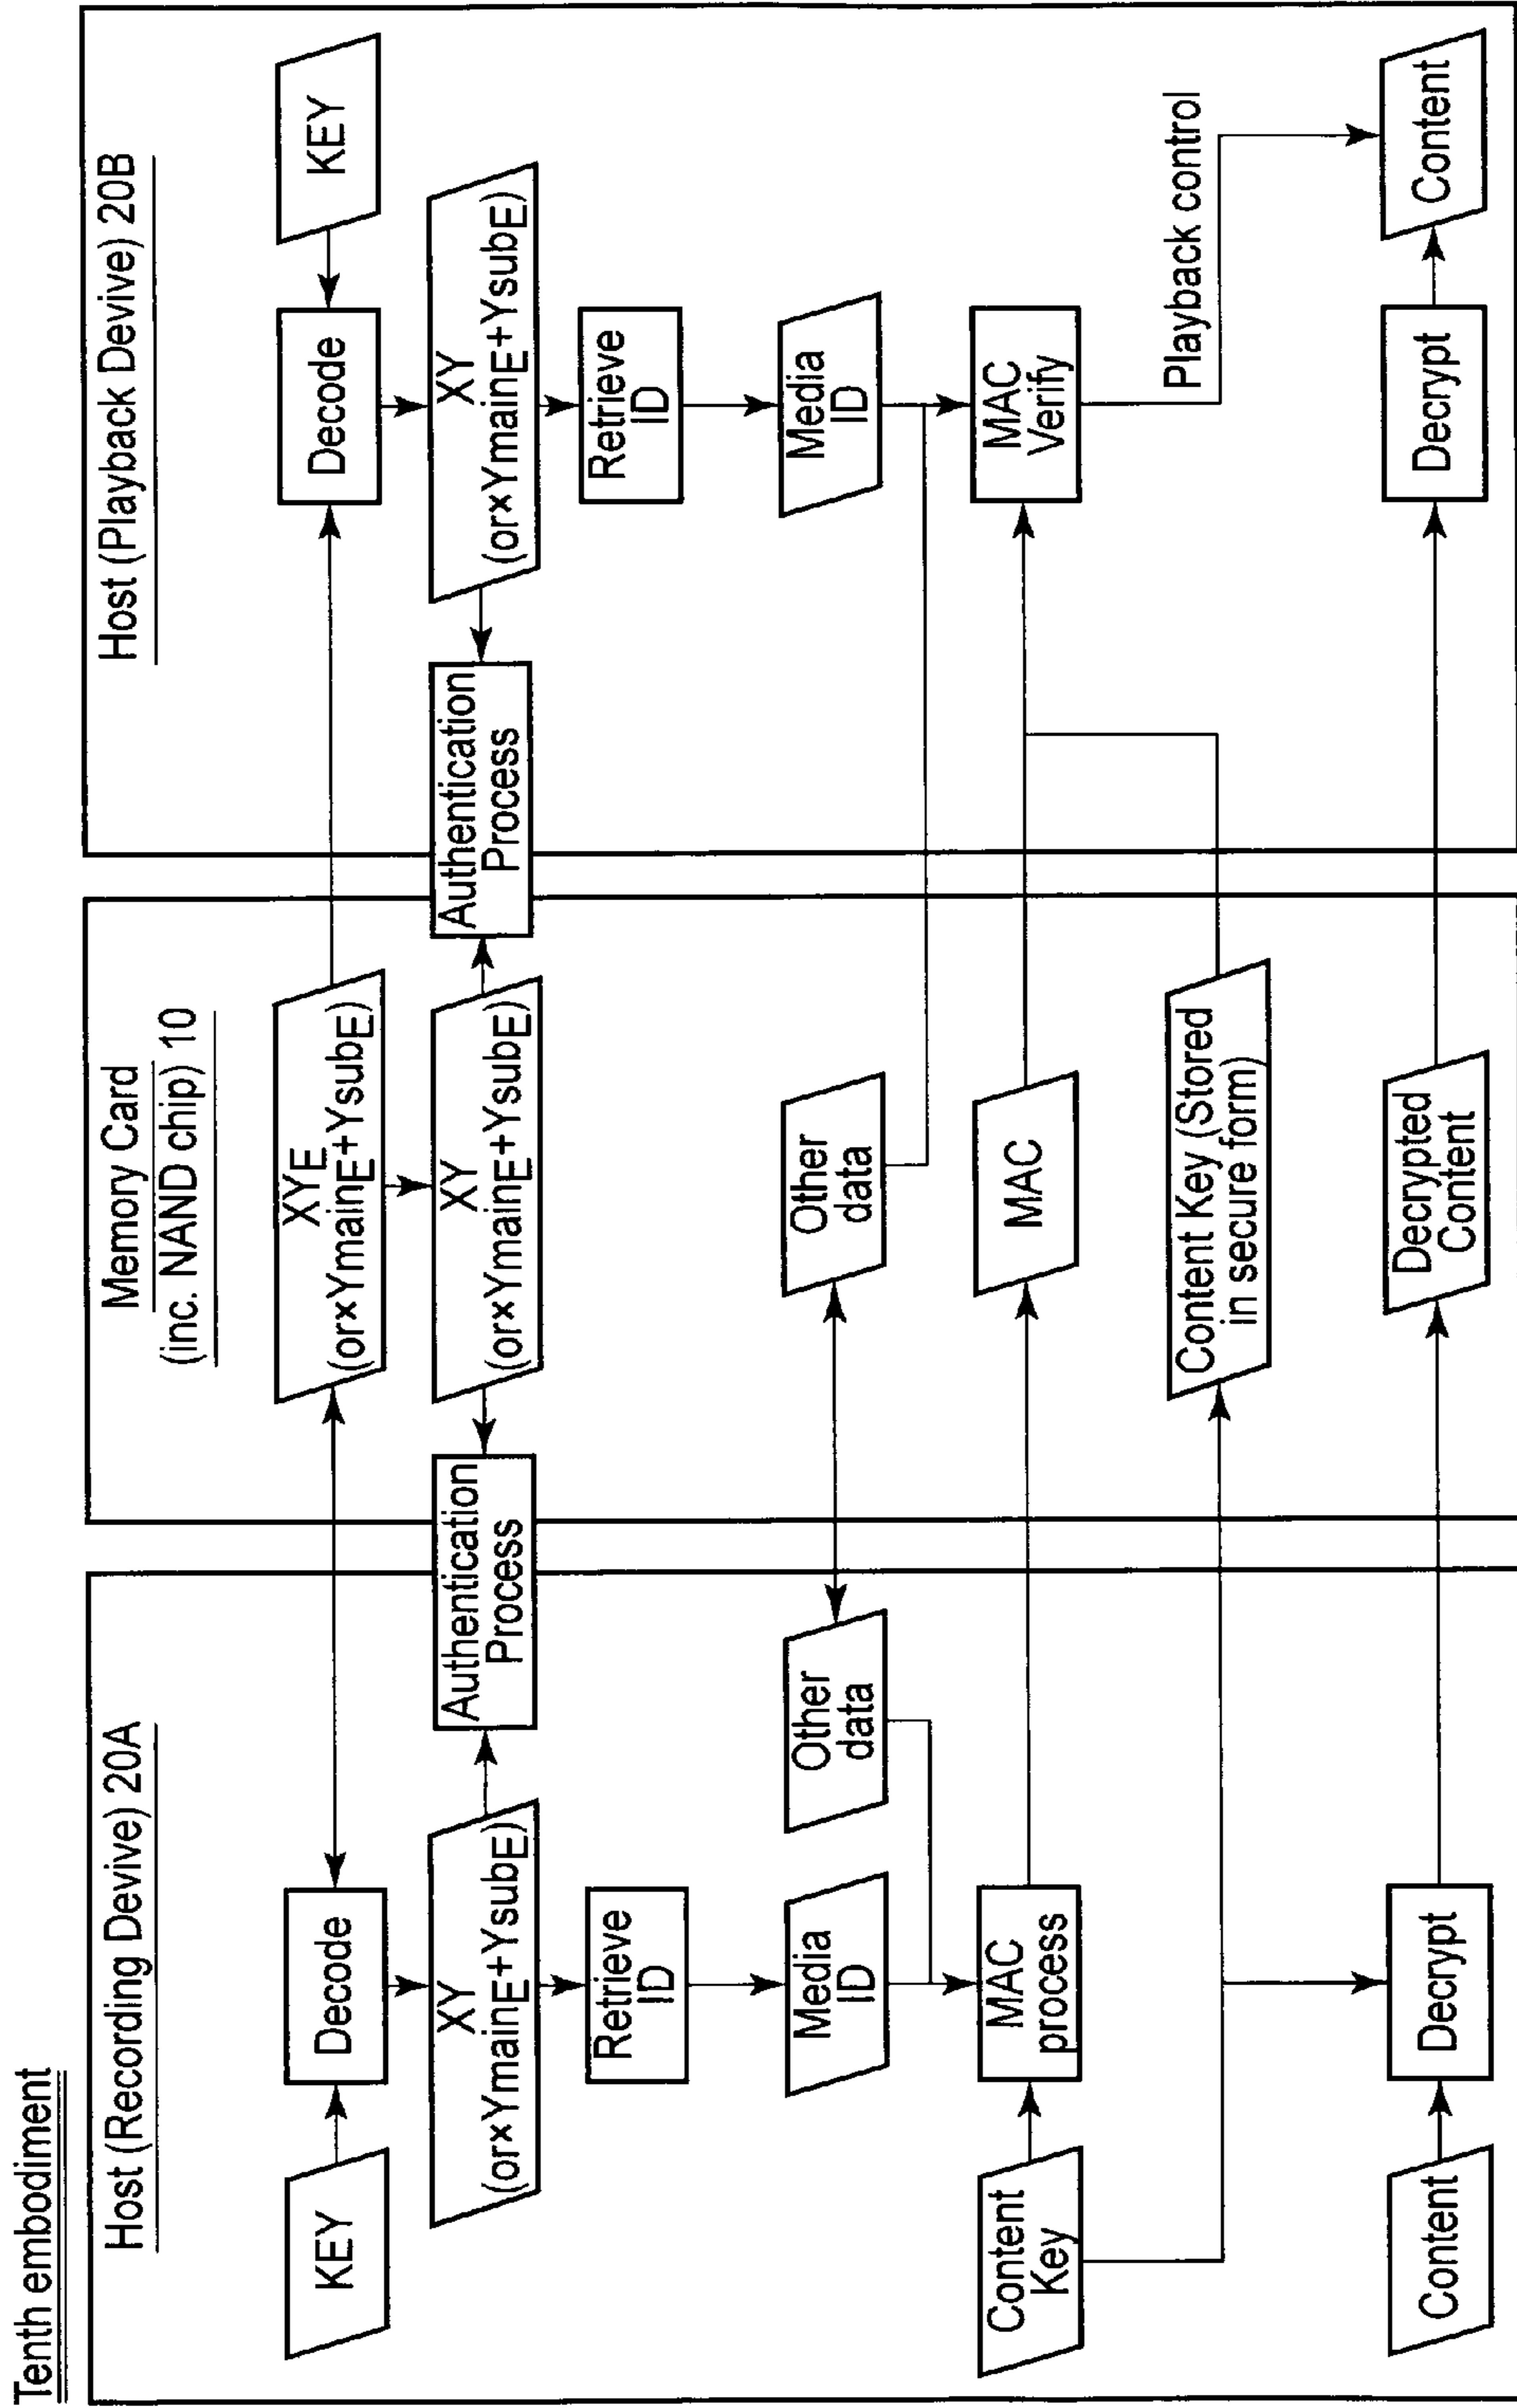 Tenth embodiment
Host (Recording Devive) 20A
KEY
Decode
XY
(or×YmainE+YsubE)
Authentication
Process
Retrieve
ID
Media
ID
Other
data
Content
Key
MAC
process
Content
Decrypt
Memory Card
(inc. NAND chip) 10
XYE
(or×YmainE+YsubE)
XY
(or×YmainE+YsubE)
Other
data
MAC
Content Key (Stored
in secure form)
Decrypted
Content
Host (Playback Devive) 20B
KEY
Decode
XY
(or×YmainE+YsubE)
Authentication
Process
Retrieve
ID
Media
ID
MAC
Verify
Playback control
Decrypt
Content